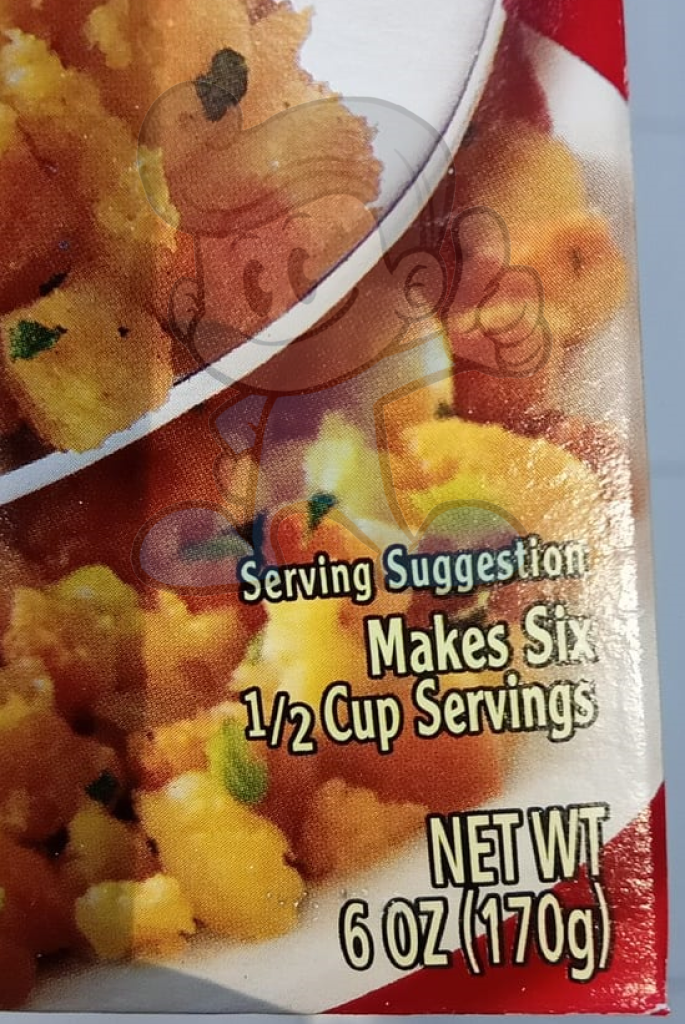 Serving Suggestion
Makes Six
1/2 Cup Servings
NET WT
6 OZ (170g)